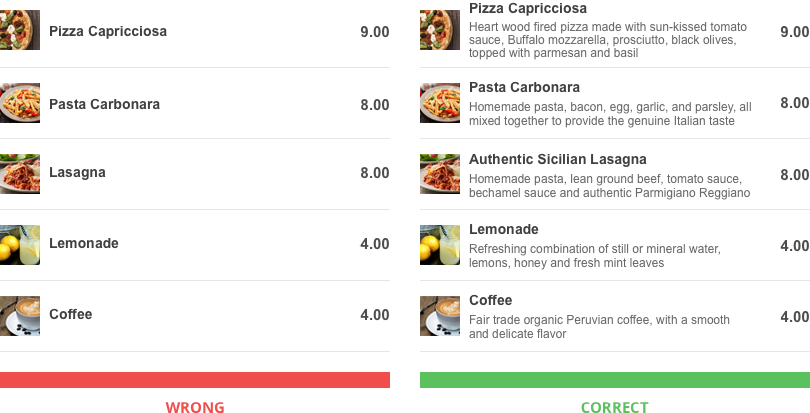 Pizza Capricciosa
9.00
Pasta Carbonara
8.00
Lasagna
8.00
Lemonade
4.00
Coffee
4.00
WRONG
Pizza Capricciosa
Heart wood fired pizza made with sun-kissed tomato
sauce, Buffalo mozzarella, prosciutto, black olives,
topped with parmesan and basil
9.00
Pasta Carbonara
Homemade pasta, bacon, egg, garlic, and parsley, all
mixed together to provide the genuine Italian taste
8.00
Authentic Sicilian Lasagna
Homemade pasta, lean ground beef, tomato sauce,
bechamel sauce and authentic Parmigiano Reggiano
8.00
Lemonade
Refreshing combination of still or mineral water,
lemons, honey and fresh mint leaves
4.00
Coffee
Fair trade organic Peruvian coffee, with a smooth
and delicate flavor
4.00
CORRECT